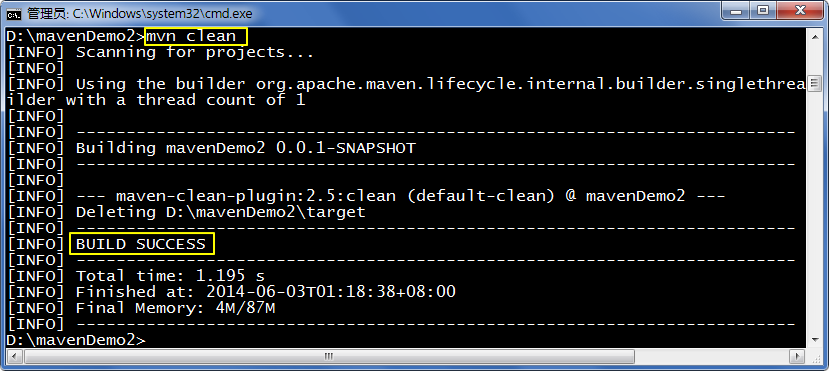 管理员: C:\Windows\system32\cmd.exe
D:\mavenDemo2>mvn clean
[INFO] Scanning for projects...
[INFO]
[INFO] Using the builder org.apache.maven.lifecycle.internal.builder.singlethrea
ilder with a thread count of 1
[INFO]
[INFO] ------------------------------------------------------------------------
[INFO] Building mavenDemo2 0.0.1-SNAPSHOT
[INFO] ------------------------------------------------------------------------
[INFO]
[INFO] --- maven-clean-plugin:2.5:clean (default-clean) @ mavenDemo2 ---
[INFO] Deleting D:\mavenDemo2\target
[INFO] ------------------------------------------------------------------------
[INFO] BUILD SUCCESS
[INFO] ------------------------------------------------------------------------
[INFO] Total time: 1.195 s
[INFO] Finished at: 2014-06-03T01:18:38+08:00
[INFO] Final Memory: 4M/87M
[INFO] ------------------------------------------------------------------------
D:\mavenDemo2>